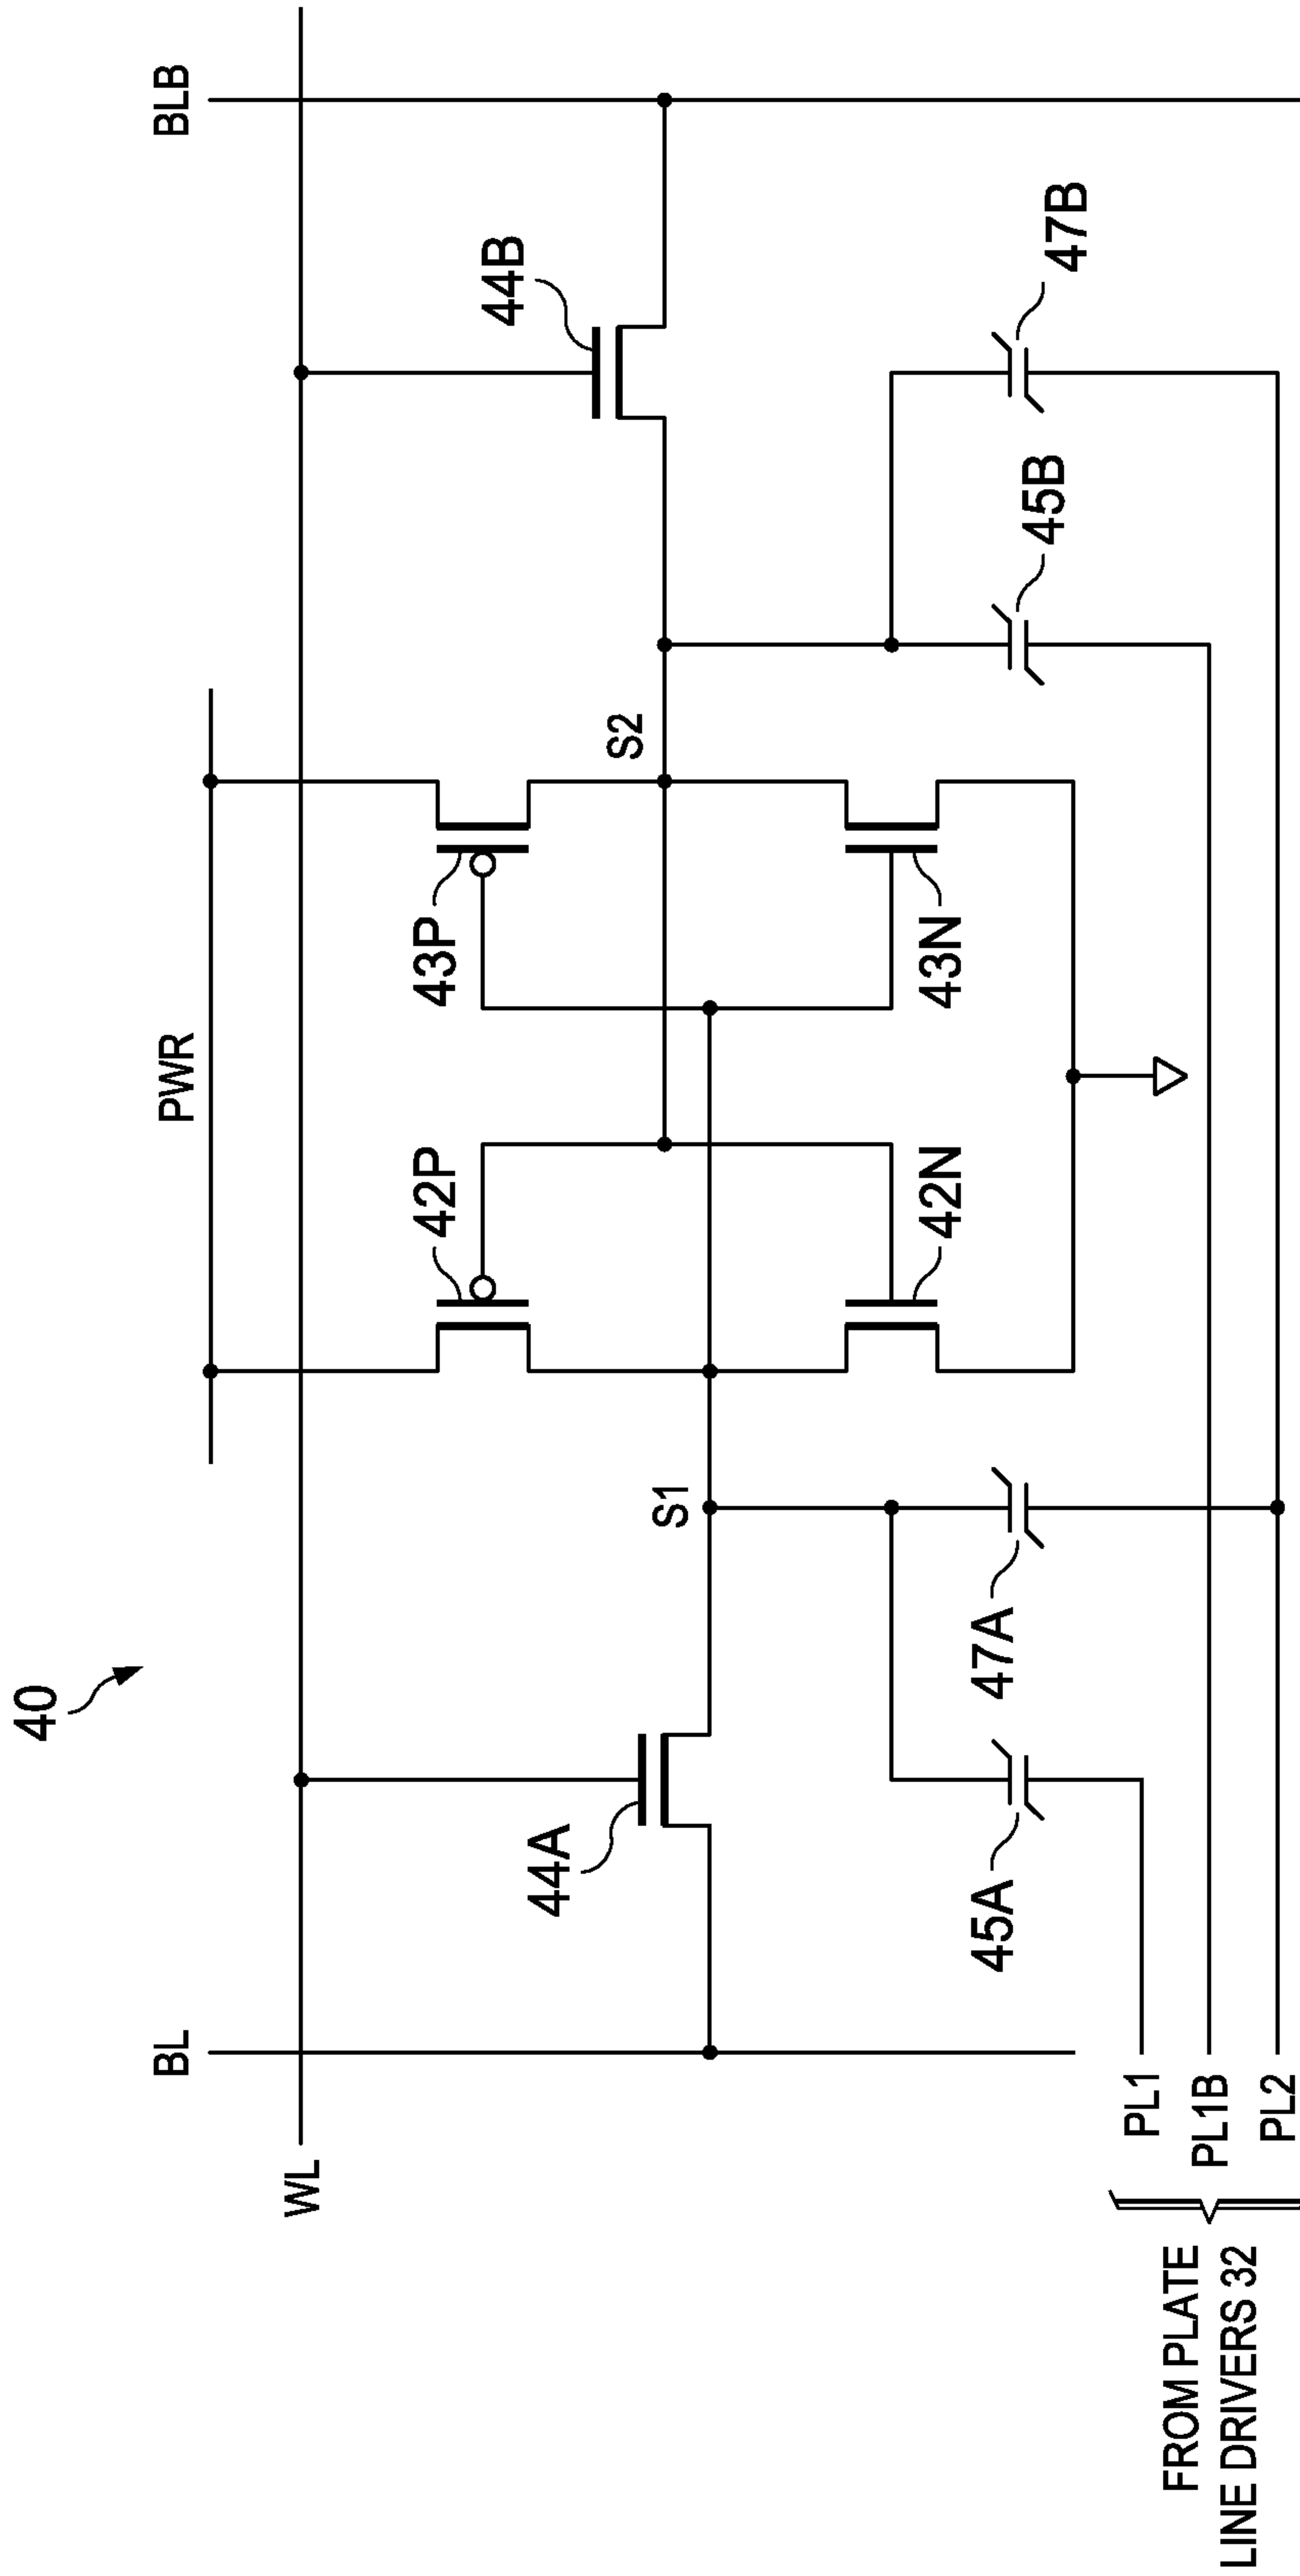 40
BL
PWR
BLB
WL
42P
43P
44A
44B
S1
S2
42N
43N
45A
47A
45B
47B
PL1
PL1B
PL2
FROM PLATE
LINE DRIVERS 32